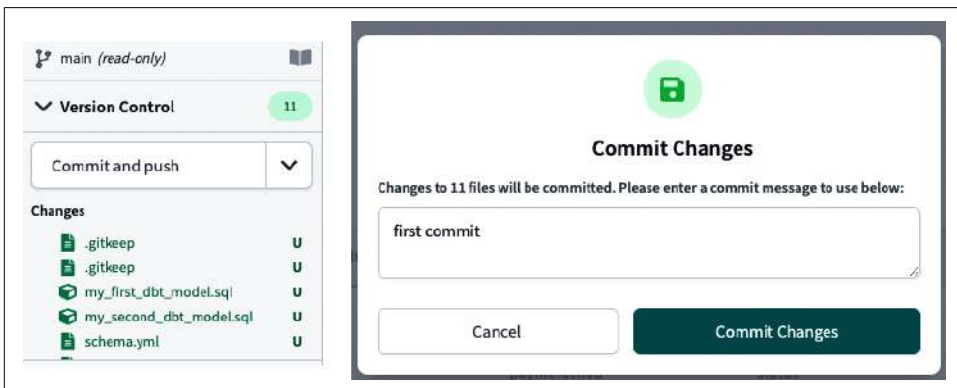 main (read-only)
Version Control 11
Commit and push
Changes
.gitkeep U
.gitkeep U
my_first_dbt_model.sql U
my_second_dbt_model.sql U
schema.yml U
Commit Changes
Changes to 11 files will be committed. Please enter a commit message to use below:
first commit
Cancel
Commit Changes